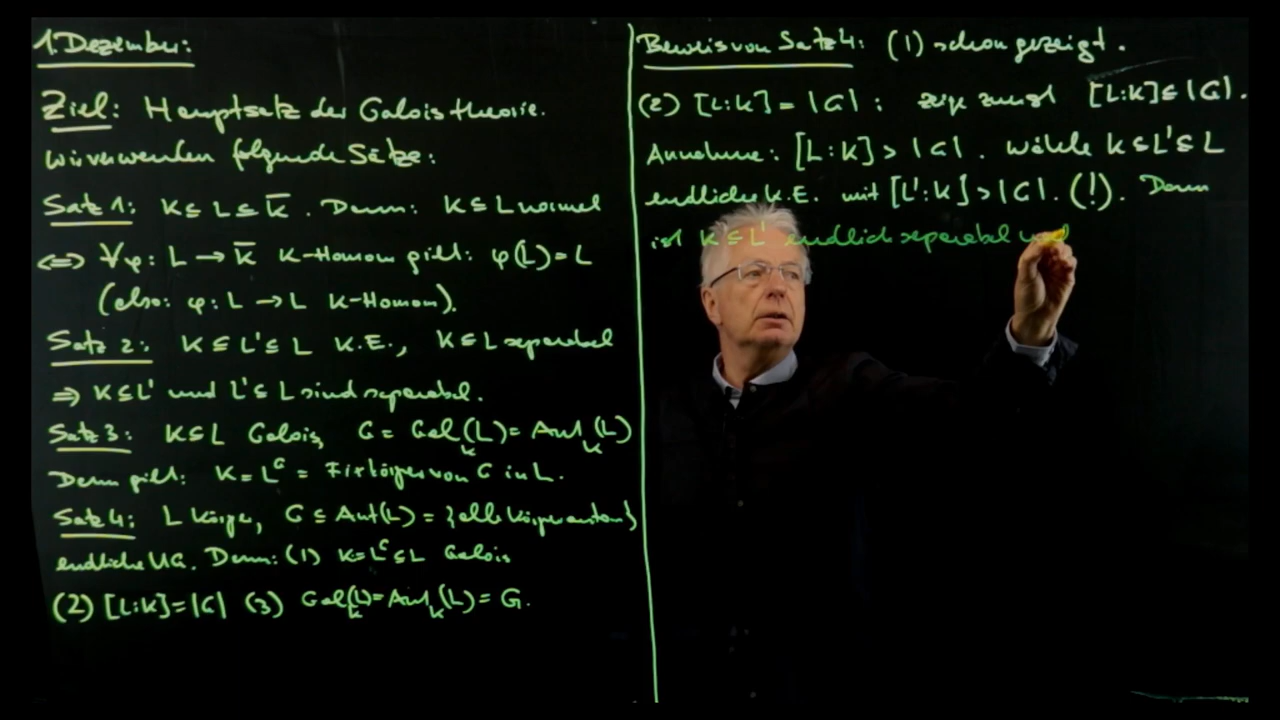 1. Dezember:
Ziel: Hauptsatz der Galoistheorie.
Wir verwenden folgende Sätze:
Satz 1: K ⊆ L ⊆ K̅. Dann: K ⊆ L normal
⟺ ∀φ: L → K̅ K-Homom gilt: φ(L) = L
(also: φ: L → L K-Homom).
Satz 2: K ⊆ L' ⊆ L K.E., K ⊆ L separabel
⇒ K ⊆ L' und L' ⊆ L sind separabel.
Satz 3: K ⊆ L Galois, G = Gal_K(L) = Aut_K(L)
Dann gilt: K = L^G = Fixkörper von G in L.
Satz 4: L Körper, G ⊆ Aut(L) = {alle Körperautom}
endliche UG. Dann: (1) K = L^G ⊆ L Galois
(2) [L:K] = |G| (3) Gal_K(L) = Aut_K(L) = G.
Beweis von Satz 4: (1) schon gezeigt.
(2) [L:K] = |G|: zeige zunächst [L:K] ≤ |G|.
Annahme: [L:K] > |G|. Wähle K ⊆ L' ⊆ L
endliche K.E. mit [L':K] > |G|. (!). Dann
ist K ⊆ L' endlich separabel und